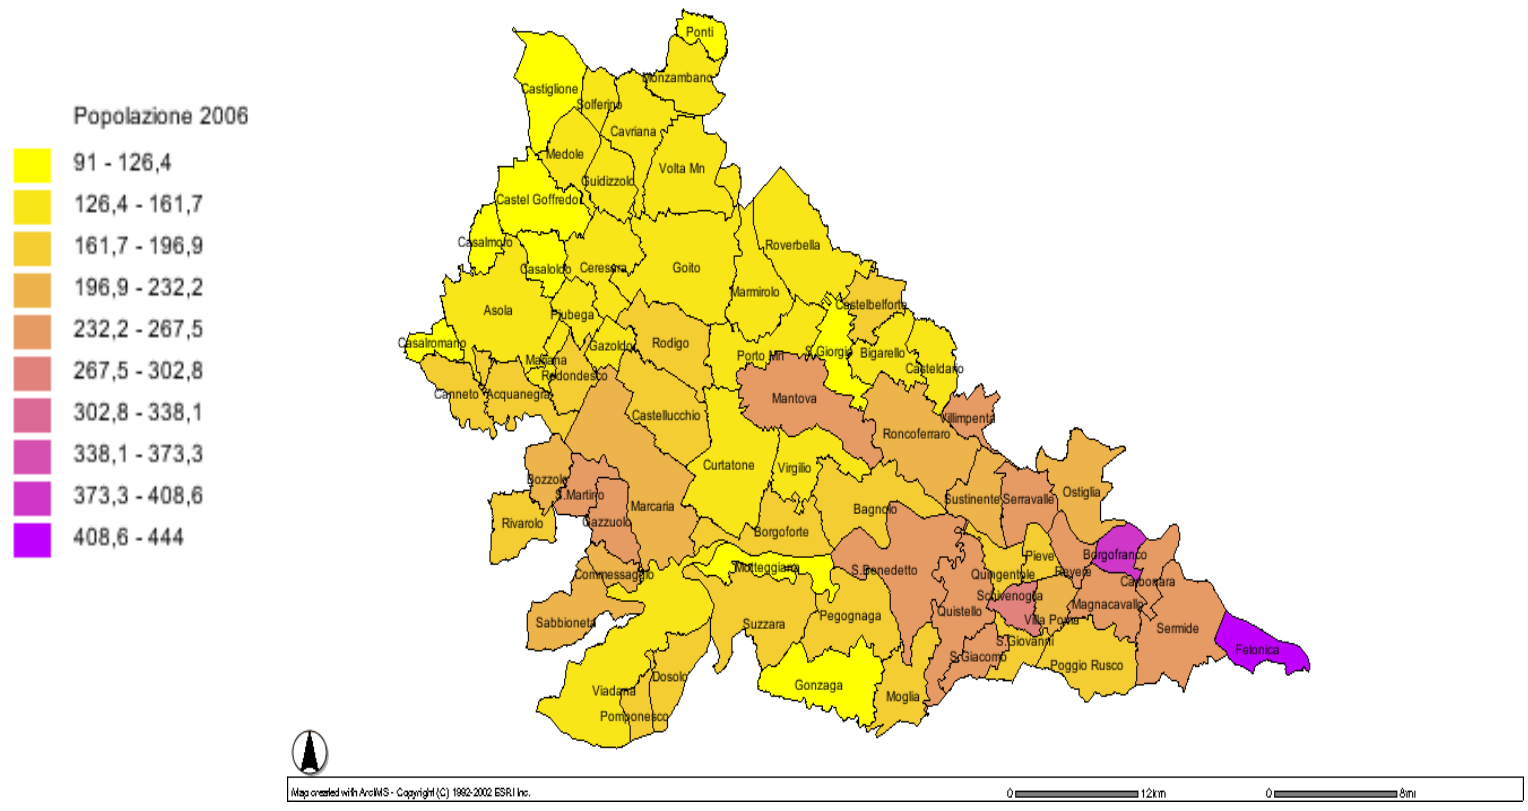 Popolazione 2006
91 - 126,4
126,4 - 161,7
161,7 - 196,9
196,9 - 232,2
232,2 - 267,5
267,5 - 302,8
302,8 - 338,1
338,1 - 373,3
373,3 - 408,6
408,6 - 444
Ponti
Monzambano
Castiglione
Solferino
Cavriana
Medole
Volta Mn
Guidizzolo
Castel Goffredo
Casalmoro
Roverbella
Casaloldo
Ceresara
Goito
Marmirolo
Castelbelforte
Asola
Piubega
Casalromano
Gazoldo
Rodigo
Porto Mn
S.Giorgio
Bigarello
Casteldario
Mariana
Redondesco
Canneto
Acquanegra
Mantova
Castellucchio
Villimpenta
Roncoferraro
Curtatone
Virgilio
Bozzolo
S.Martino
Marcaria
Ostiglia
Sustinente
Serravalle
Rivarolo
Gazzuolo
Borgoforte
Bagnolo
Pieve
Borgofranco
Motteggiana
S.Benedetto
Quingentole
Revere
Commessaggio
Carbonara
Schivenoglia
Magnacavallo
Sabbioneta
Suzzara
Pegognaga
Quistello
Villa Poma
Sermide
S.Giovanni
Felonica
S.Giacomo
Poggio Rusco
Dosolo
Gonzaga
Viadana
Moglia
Pomponesco
Map created with ArcIMS - Copyright (C) 1992-2002 ESRI Inc.
0 12km
0 8mi